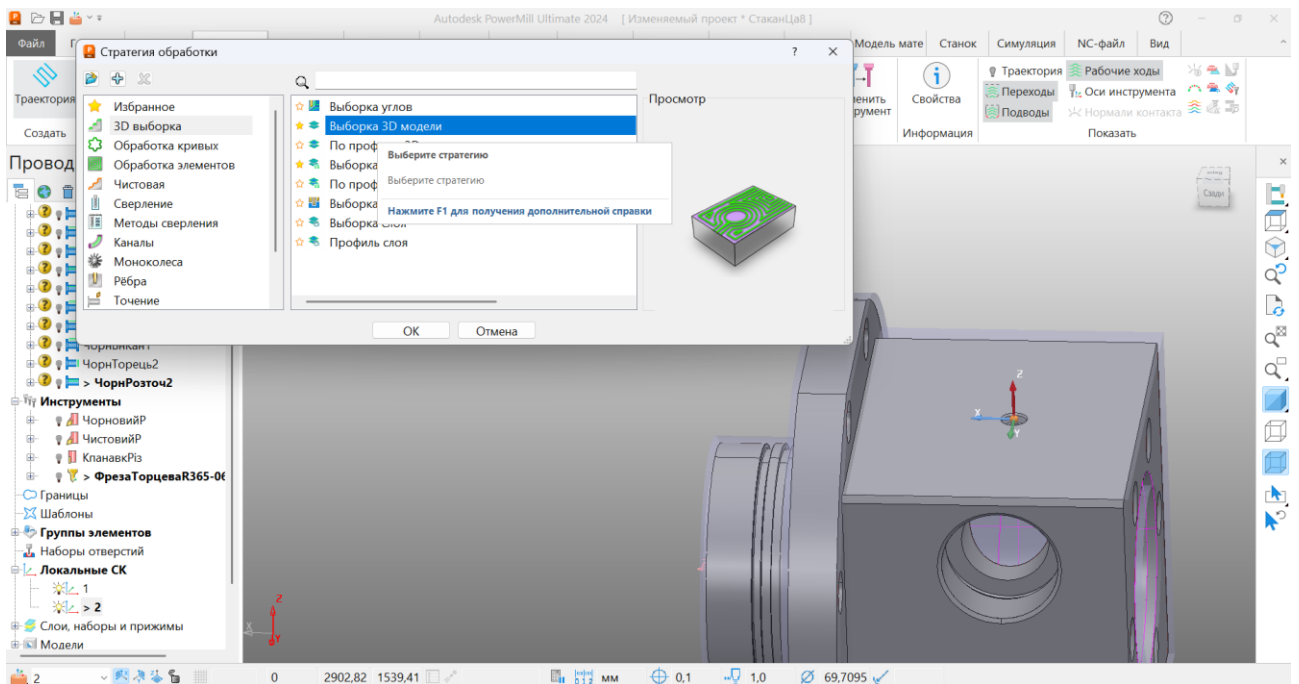 Autodesk PowerMill Ultimate 2024 [Изменяемый проект * СтаканЦа8 ]
Файл
Модель мате Станок Симуляция NC-файл Вид
Стратегия обработки
Избранное
3D выборка
Обработка кривых
Обработка элементов
Чистовая
Сверление
Методы сверления
Каналы
Моноколеса
Рёбра
Точение
Выборка углов
Выборка 3D модели
По проф
Выборка
По проф
Выборка
Выборка
Профиль слоя
Выберите стратегию
Выберите стратегию
Нажмите F1 для получения дополнительной справки
Просмотр
ОК Отмена
Траектория
Создать
Свойства
Информация
Траектория Рабочие ходы
Переходы Оси инструмента
Подводы Нормали контакта
Показать
Провод
Сзади
ЧорнТорець2
> ЧорнРозточ2
Инструменты
ЧорновийР
ЧистовийР
КпанавкРіз
> ФрезаТорцеваR365-06
Границы
Шаблоны
Группы элементов
Наборы отверстий
Локальные СК
1
> 2
Слои, наборы и прижимы
Модели
Z
X
Y
Z
X
Y
2 0 2902,82 1539,41 мм 0,1 1,0 69,7095